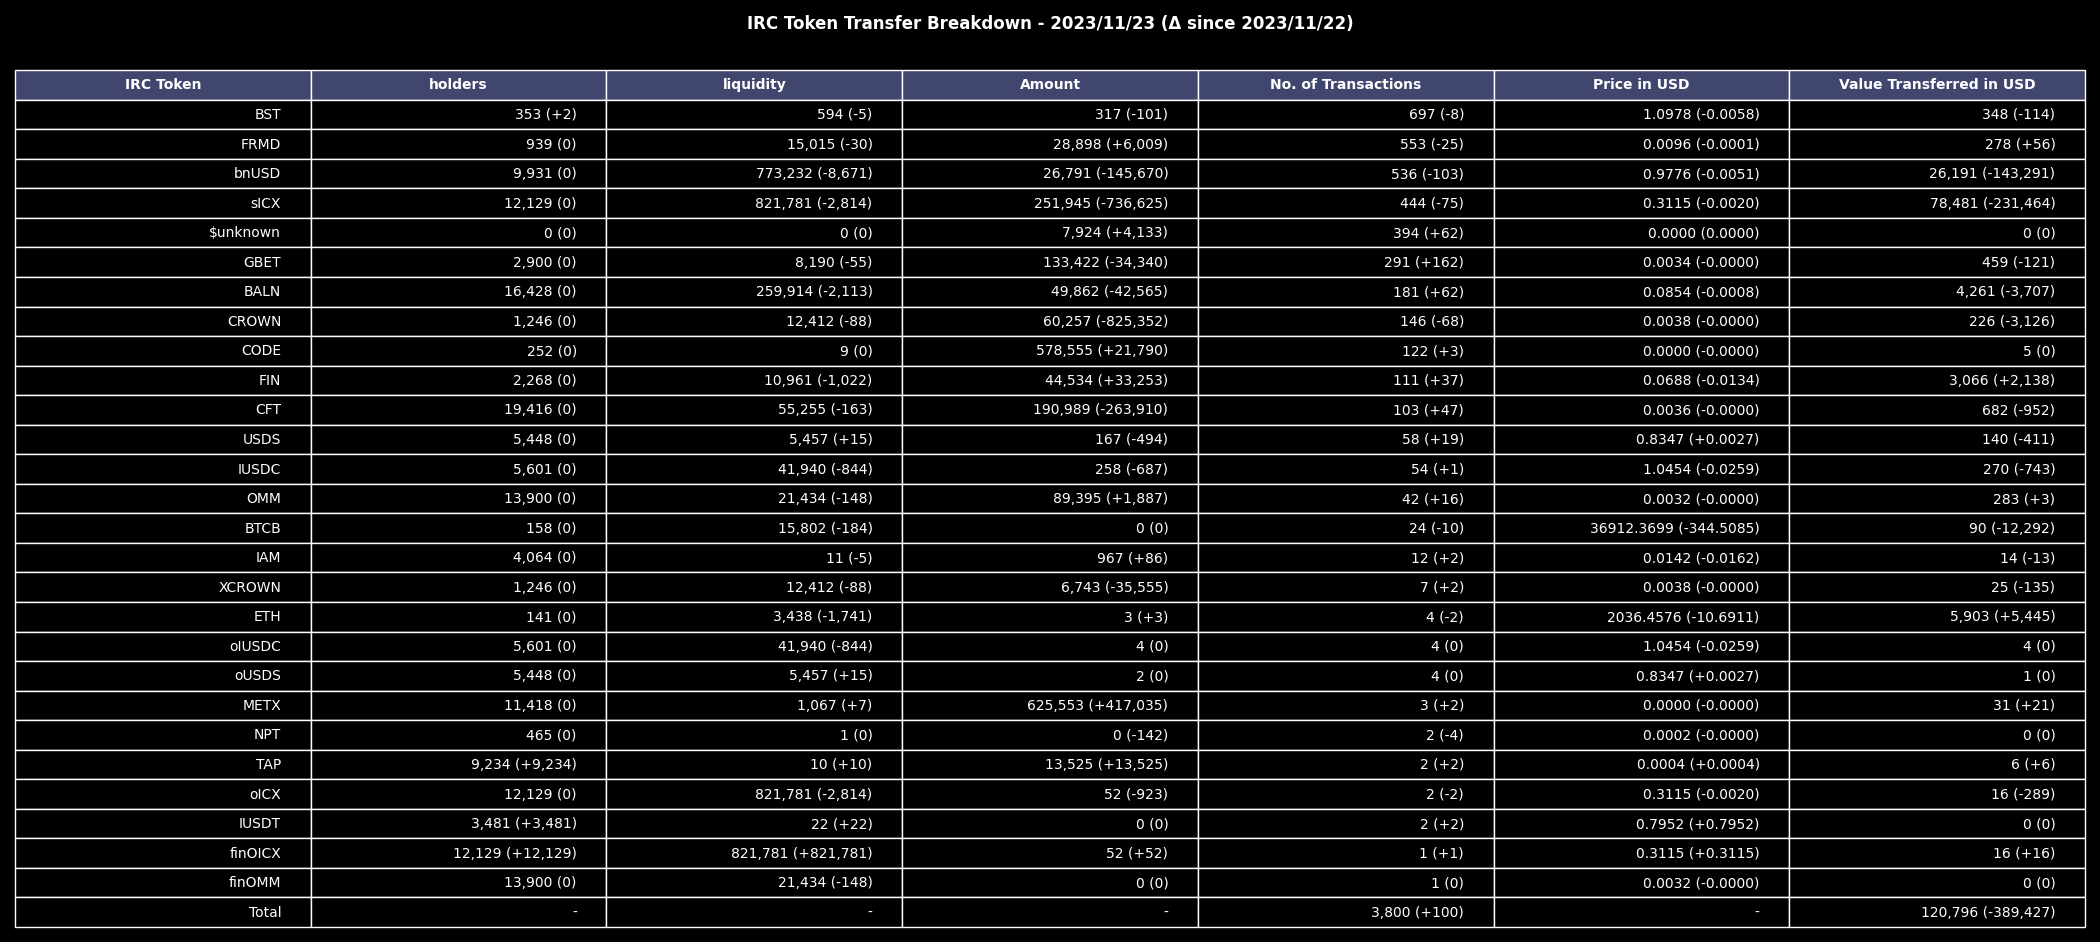 IRC Token Transfer Breakdown - 2023/11/23 (Δ since 2023/11/22)
IRC Token holders liquidity Amount No. of Transactions Price in USD Value Transferred in USD
BST 353 (+2) 594 (-5) 317 (-101) 697 (-8) 1.0978 (-0.0058) 348 (-114)
FRMD 939 (0) 15,015 (-30) 28,898 (+6,009) 553 (-25) 0.0096 (-0.0001) 278 (+56)
bnUSD 9,931 (0) 773,232 (-8,671) 26,791 (-145,670) 536 (-103) 0.9776 (-0.0051) 26,191 (-143,291)
sICX 12,129 (0) 821,781 (-2,814) 251,945 (-736,625) 444 (-75) 0.3115 (-0.0020) 78,481 (-231,464)
$unknown 0 (0) 0 (0) 7,924 (+4,133) 394 (+62) 0.0000 (0.0000) 0 (0)
GBET 2,900 (0) 8,190 (-55) 133,422 (-34,340) 291 (+162) 0.0034 (-0.0000) 459 (-121)
BALN 16,428 (0) 259,914 (-2,113) 49,862 (-42,565) 181 (+62) 0.0854 (-0.0008) 4,261 (-3,707)
CROWN 1,246 (0) 12,412 (-88) 60,257 (-825,352) 146 (-68) 0.0038 (-0.0000) 226 (-3,126)
CODE 252 (0) 9 (0) 578,555 (+21,790) 122 (+3) 0.0000 (-0.0000) 5 (0)
FIN 2,268 (0) 10,961 (-1,022) 44,534 (+33,253) 111 (+37) 0.0688 (-0.0134) 3,066 (+2,138)
CFT 19,416 (0) 55,255 (-163) 190,989 (-263,910) 103 (+47) 0.0036 (-0.0000) 682 (-952)
USDS 5,448 (0) 5,457 (+15) 167 (-494) 58 (+19) 0.8347 (+0.0027) 140 (-411)
IUSDC 5,601 (0) 41,940 (-844) 258 (-687) 54 (+1) 1.0454 (-0.0259) 270 (-743)
OMM 13,900 (0) 21,434 (-148) 89,395 (+1,887) 42 (+16) 0.0032 (-0.0000) 283 (+3)
BTCB 158 (0) 15,802 (-184) 0 (0) 24 (-10) 36912.3699 (-344.5085) 90 (-12,292)
IAM 4,064 (0) 11 (-5) 967 (+86) 12 (+2) 0.0142 (-0.0162) 14 (-13)
XCROWN 1,246 (0) 12,412 (-88) 6,743 (-35,555) 7 (+2) 0.0038 (-0.0000) 25 (-135)
ETH 141 (0) 3,438 (-1,741) 3 (+3) 4 (-2) 2036.4576 (-10.6911) 5,903 (+5,445)
oIUSDC 5,601 (0) 41,940 (-844) 4 (0) 4 (0) 1.0454 (-0.0259) 4 (0)
oUSDS 5,448 (0) 5,457 (+15) 2 (0) 4 (0) 0.8347 (+0.0027) 1 (0)
METX 11,418 (0) 1,067 (+7) 625,553 (+417,035) 3 (+2) 0.0000 (-0.0000) 31 (+21)
NPT 465 (0) 1 (0) 0 (-142) 2 (-4) 0.0002 (-0.0000) 0 (0)
TAP 9,234 (+9,234) 10 (+10) 13,525 (+13,525) 2 (+2) 0.0004 (+0.0004) 6 (+6)
oICX 12,129 (0) 821,781 (-2,814) 52 (-923) 2 (-2) 0.3115 (-0.0020) 16 (-289)
IUSDT 3,481 (+3,481) 22 (+22) 0 (0) 2 (+2) 0.7952 (+0.7952) 0 (0)
finOICX 12,129 (+12,129) 821,781 (+821,781) 52 (+52) 1 (+1) 0.3115 (+0.3115) 16 (+16)
finOMM 13,900 (0) 21,434 (-148) 0 (0) 1 (0) 0.0032 (-0.0000) 0 (0)
Total - - - 3,800 (+100) - 120,796 (-389,427)